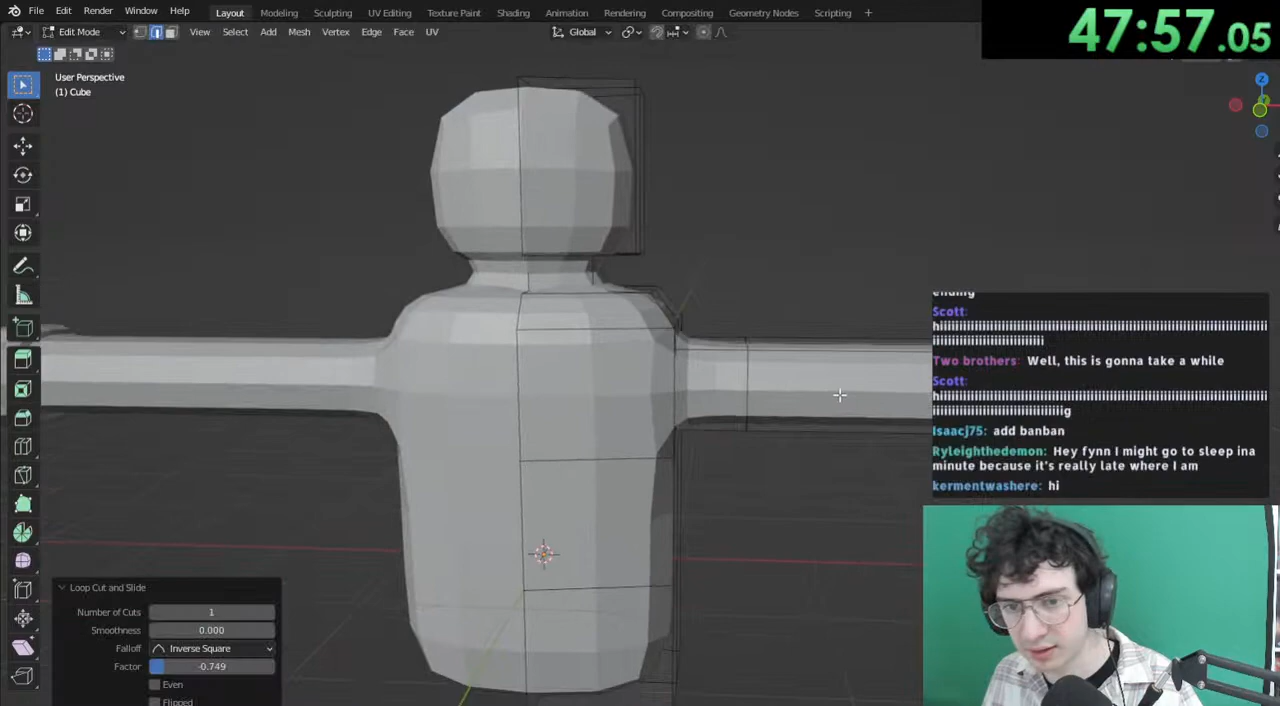 File Edit Render Window Help Layout Modeling Sculpting UV Editing Texture Paint Shading Animation Rendering Compositing Geometry Nodes Scripting +
47:57.05
Edit Mode View Select Add Mesh Vertex Edge Face UV Global
User Perspective
(1) Cube
Z
ending
Scott:
Two brothers: Well, this is gonna take a while
Scott:
Isaacj75: add banban
Ryleighthedemon: Hey fynn I might go to sleep ina
minute because it's really late where I am
kermentwashere: hi
Loop Cut and Slide
Number of Cuts 1
Smoothness 0.000
Falloff Inverse Square
Factor -0.749
Even
Flipped